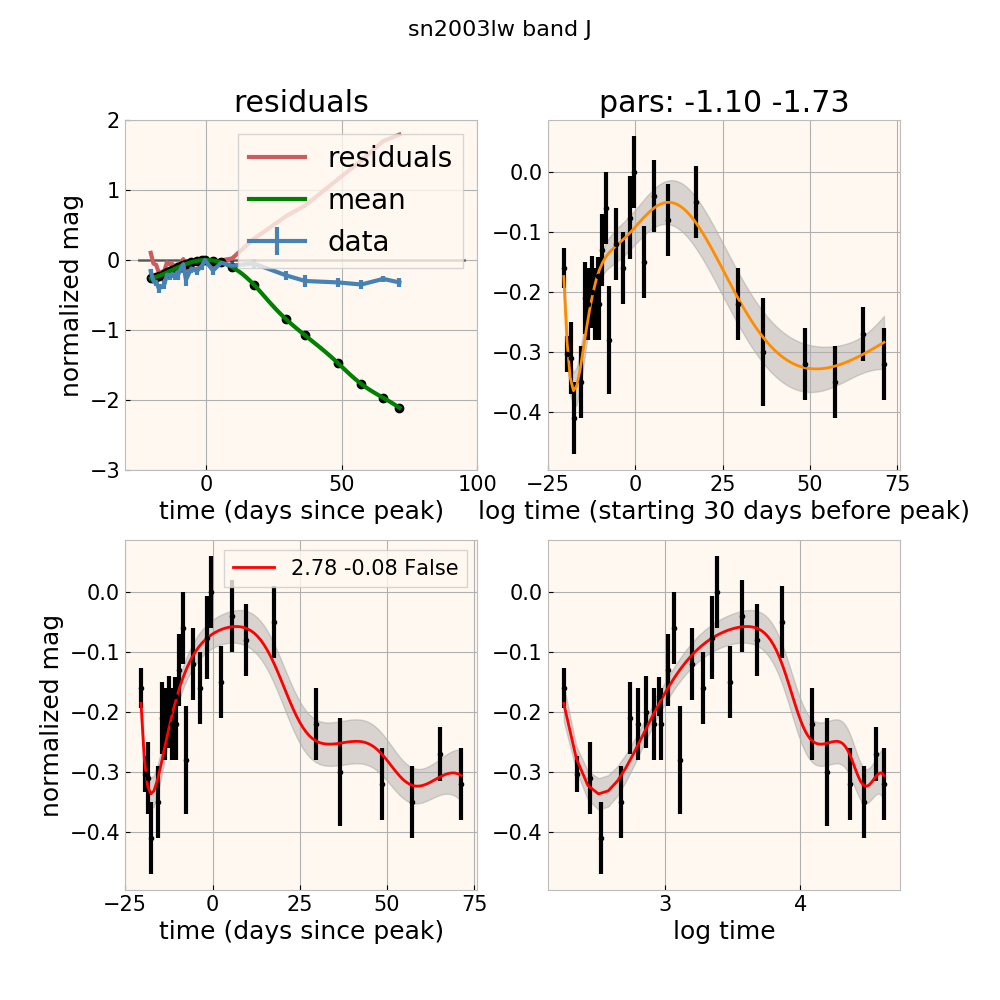 sn2003lw band J
residuals
pars: -1.10 -1.73
2
1
0
−1
−2
−3
normalized mag
residuals
mean
data
0
50
100
time (days since peak)
0.0
−0.1
−0.2
−0.3
−0.4
−25
0
25
50
75
log time (starting 30 days before peak)
0.0
−0.1
−0.2
−0.3
−0.4
normalized mag
2.78 -0.08 False
−25
0
25
50
75
time (days since peak)
0.0
−0.1
−0.2
−0.3
−0.4
3
4
log time